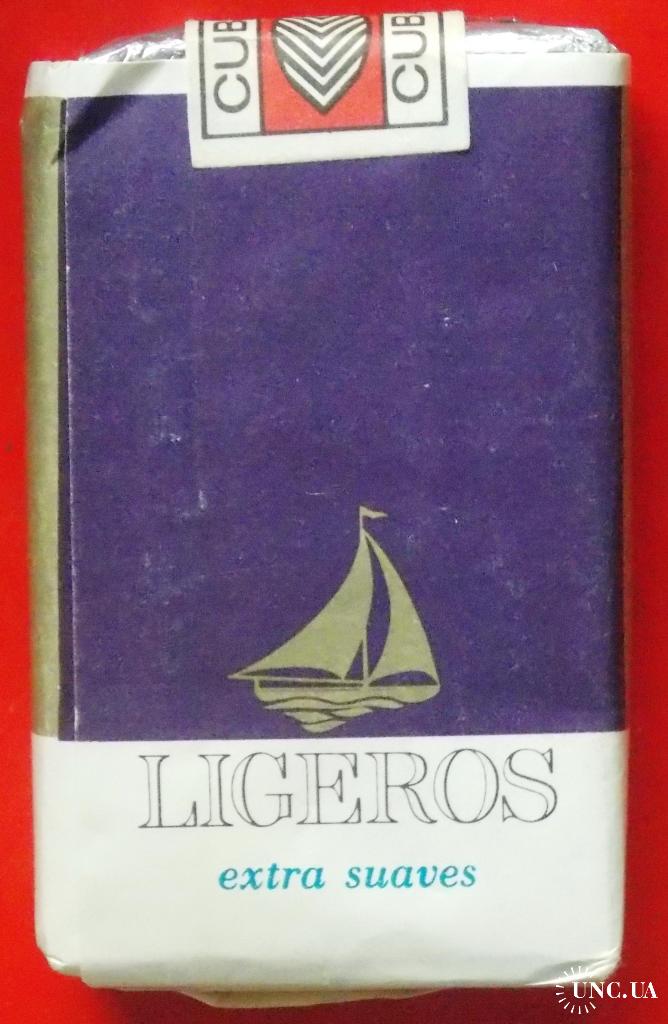 CUB
CUB
LIGEROS
extra suaves
UNC.UA